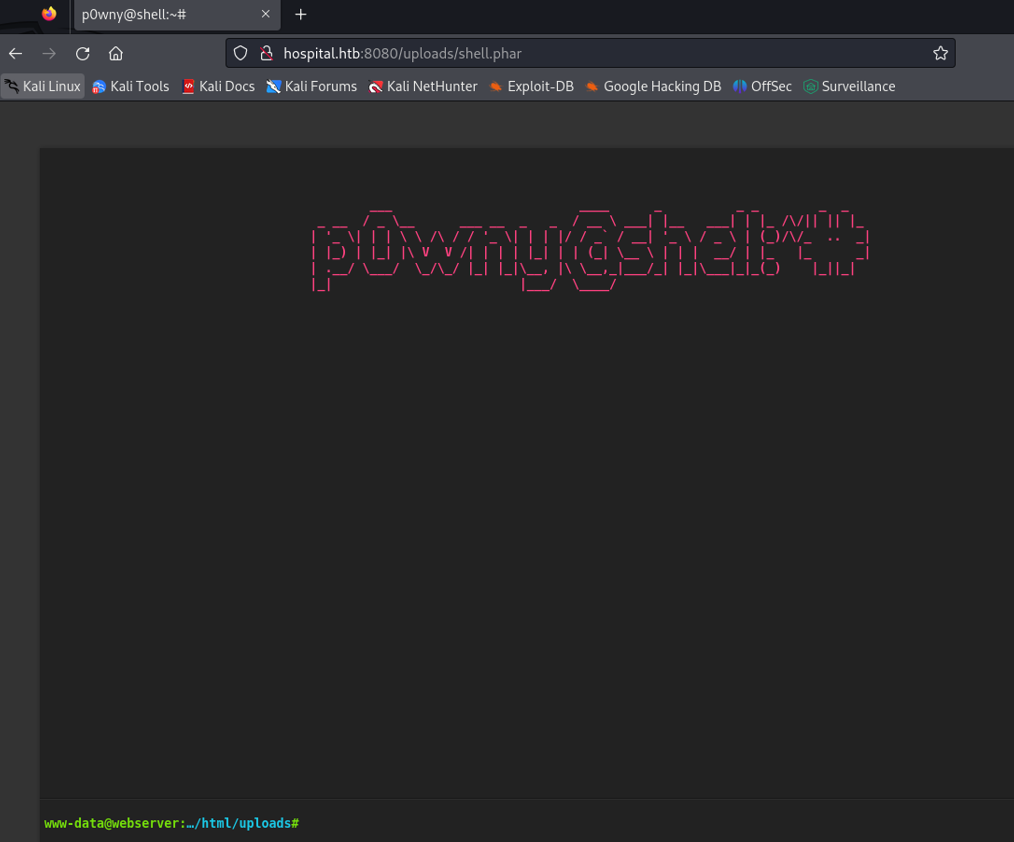 p0wny@shell:~#
hospital.htb:8080/uploads/shell.phar
Kali Linux Kali Tools Kali Docs Kali Forums Kali NetHunter Exploit-DB Google Hacking DB OffSec Surveillance
p0wny@shell:~#
www-data@webserver:…/html/uploads#